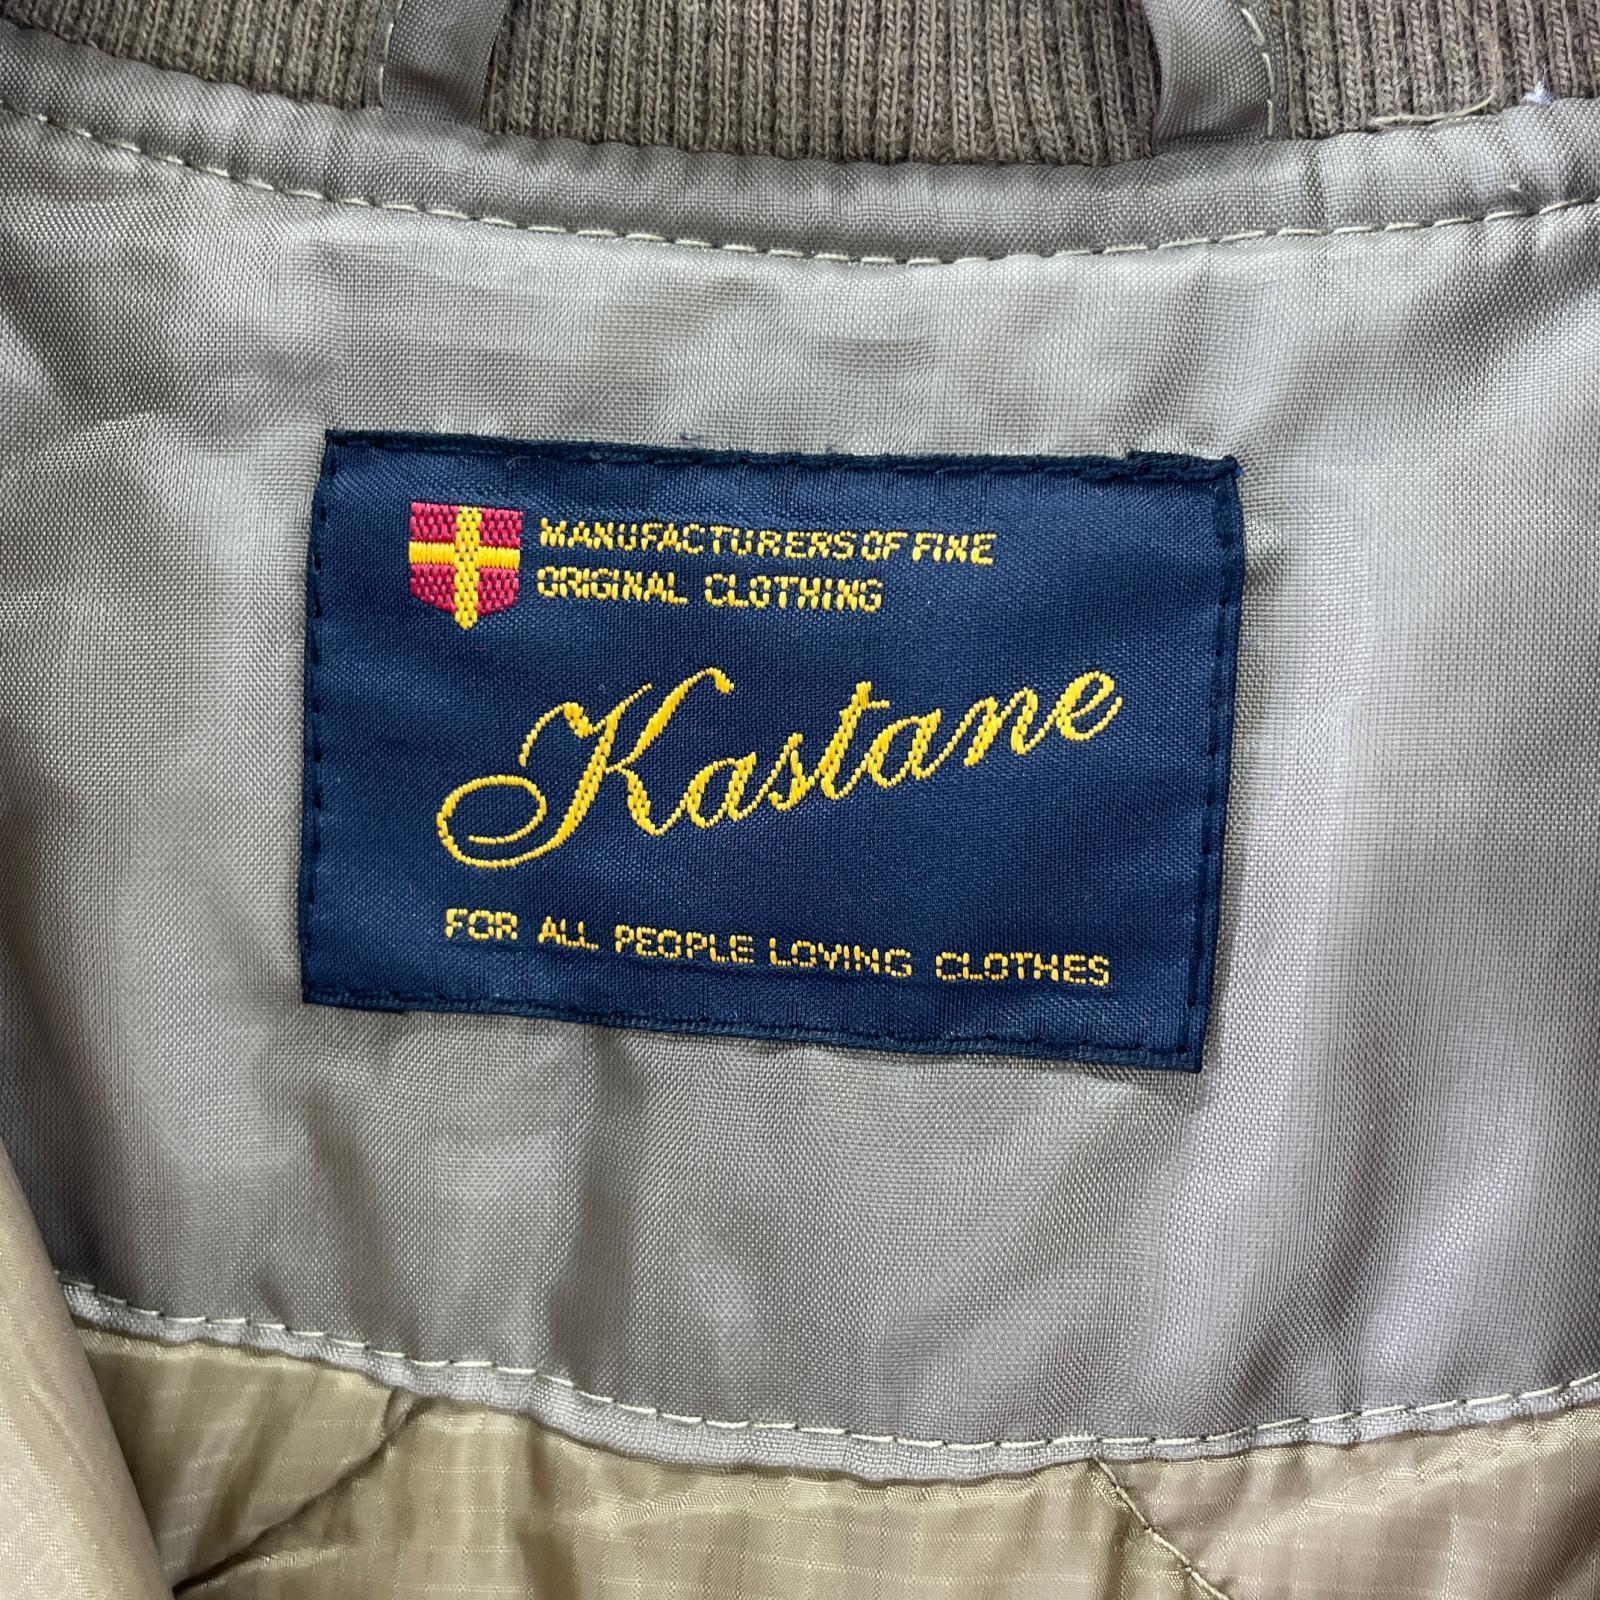 MANUFACTURERS OF FINE
ORIGINAL CLOTHING
Kastane
FOR ALL PEOPLE LOVING CLOTHES